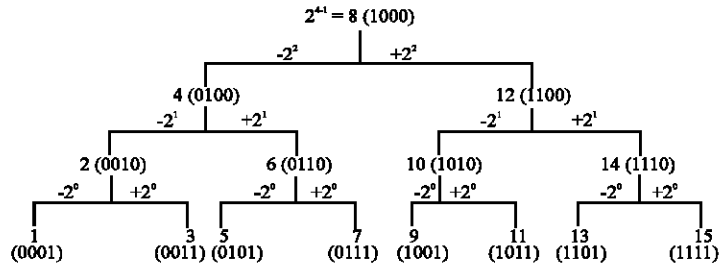 2⁴⁻¹ = 8 (1000)
-2² +2²
4 (0100) 12 (1100)
-2¹ +2¹ -2¹ +2¹
2 (0010) 6 (0110) 10 (1010) 14 (1110)
-2⁰ +2⁰ -2⁰ +2⁰ -2⁰ +2⁰ -2⁰ +2⁰
1 3 5 7 9 11 13 15
(0001) (0011) (0101) (0111) (1001) (1011) (1101) (1111)